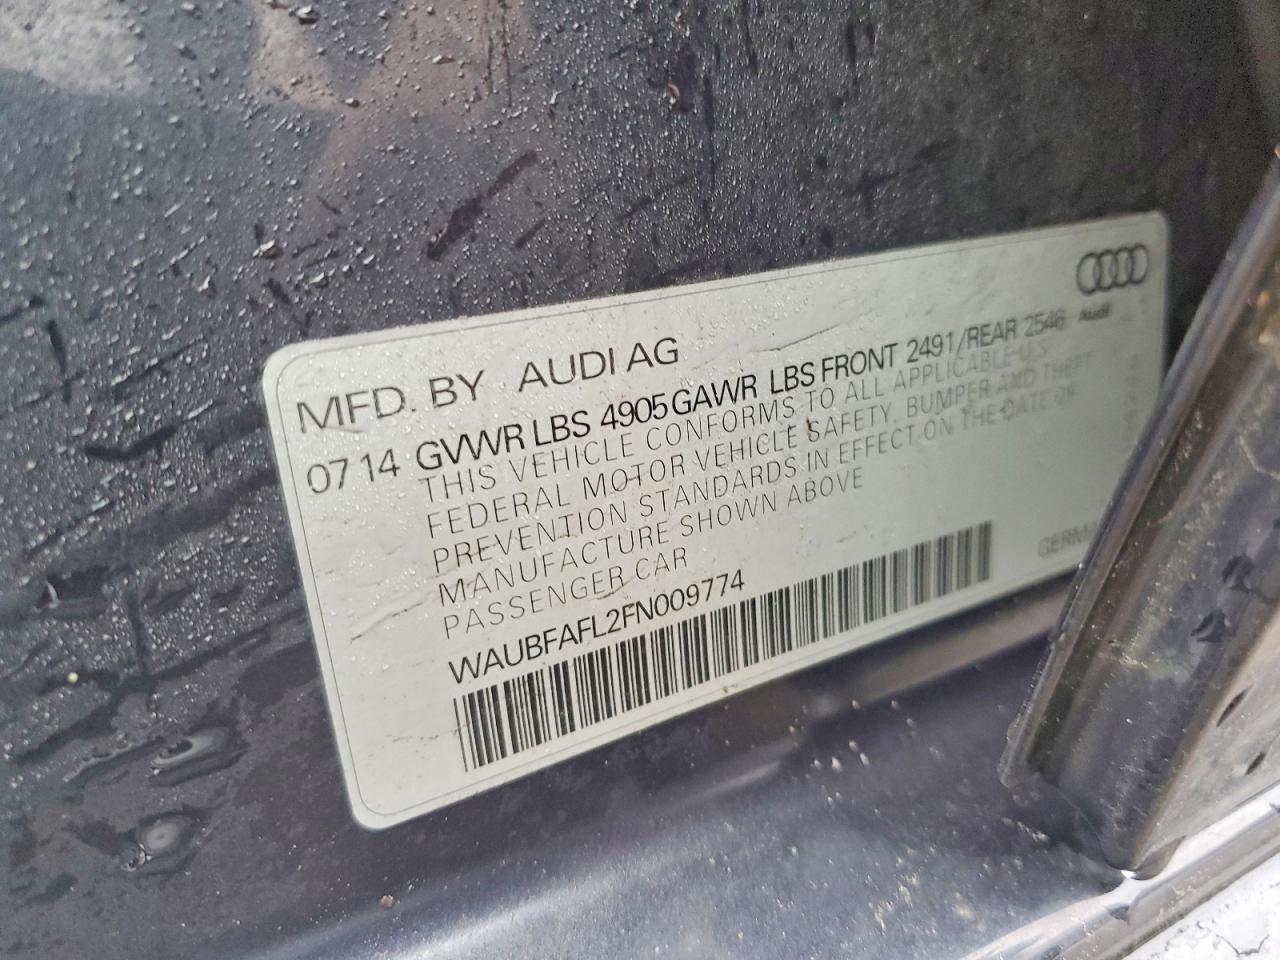 Audi
MFD. BY AUDI AG
07 14 GVWR LBS 4905 GAWR LBS FRONT 2491/REAR 2546
THIS VEHICLE CONFORMS TO ALL APPLICABLE U.S.
FEDERAL MOTOR VEHICLE SAFETY, BUMPER AND THEFT
PREVENTION STANDARDS IN EFFECT ON THE DATE OF
MANUFACTURE SHOWN ABOVE
PASSENGER CAR
WAUBFAFL2FN009774